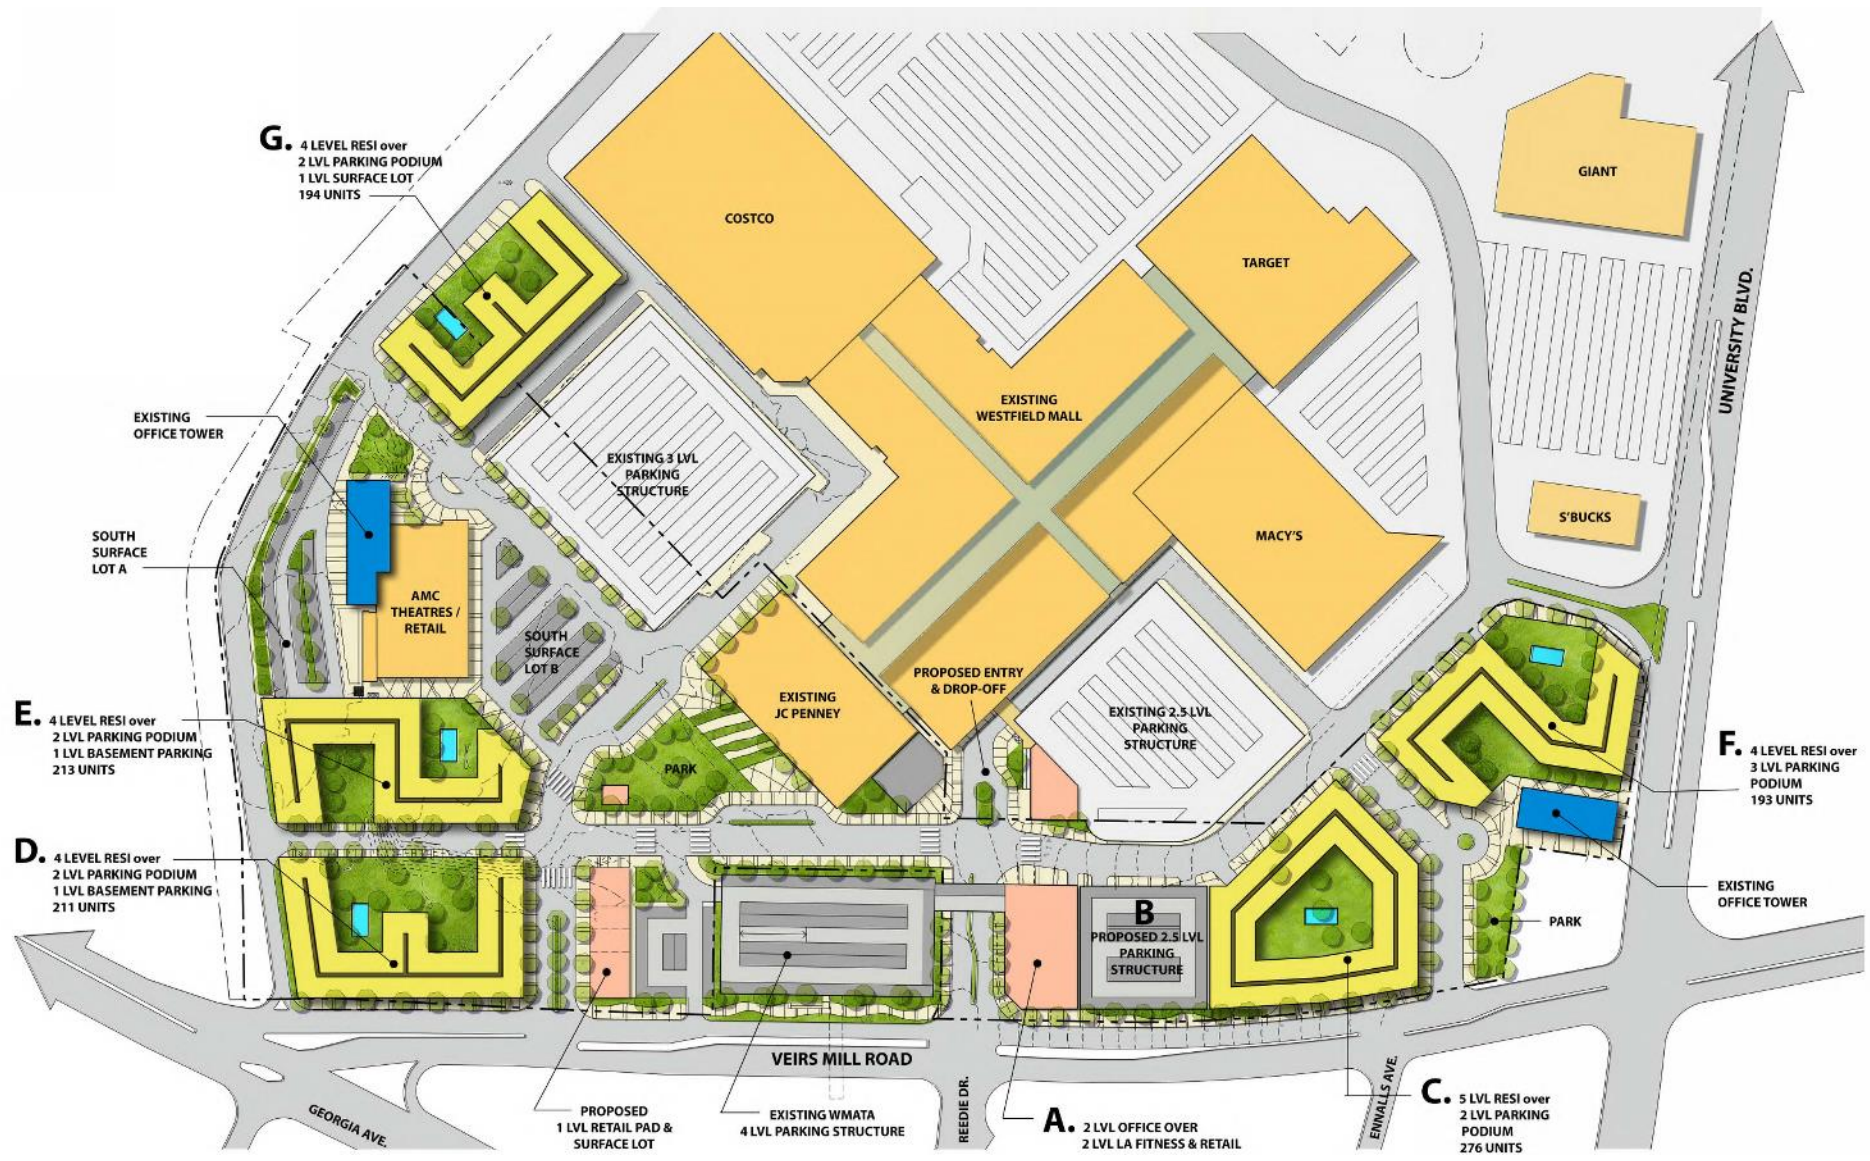 G. 4 LEVEL RESI over
2 LVL PARKING PODIUM
1 LVL SURFACE LOT
194 UNITS
COSTCO
TARGET
GIANT
UNIVERSITY BLVD.
EXISTING
WESTFIELD MALL
EXISTING
OFFICE TOWER
EXISTING 3 LVL
PARKING
STRUCTURE
S'BUCKS
MACY'S
SOUTH
SURFACE
LOT A
AMC
THEATRES /
RETAIL
SOUTH
SURFACE
LOT B
PROPOSED ENTRY
& DROP-OFF
EXISTING
JC PENNEY
EXISTING 2.5 LVL
PARKING
STRUCTURE
E. 4 LEVEL RESI over
2 LVL PARKING PODIUM
1 LVL BASEMENT PARKING
213 UNITS
PARK
F. 4 LEVEL RESI over
3 LVL PARKING
PODIUM
193 UNITS
D. 4 LEVEL RESI over
2 LVL PARKING PODIUM
1 LVL BASEMENT PARKING
211 UNITS
EXISTING
OFFICE TOWER
PARK
B
PROPOSED 2.5 LVL
PARKING
STRUCTURE
VEIRS MILL ROAD
GEORGIA AVE.
REEDIE DR.
ENNALLS AVE.
PROPOSED
1 LVL RETAIL PAD &
SURFACE LOT
EXISTING WMATA
4 LVL PARKING STRUCTURE
A. 2 LVL OFFICE OVER
2 LVL LA FITNESS & RETAIL
C. 5 LVL RESI over
2 LVL PARKING
PODIUM
276 UNITS